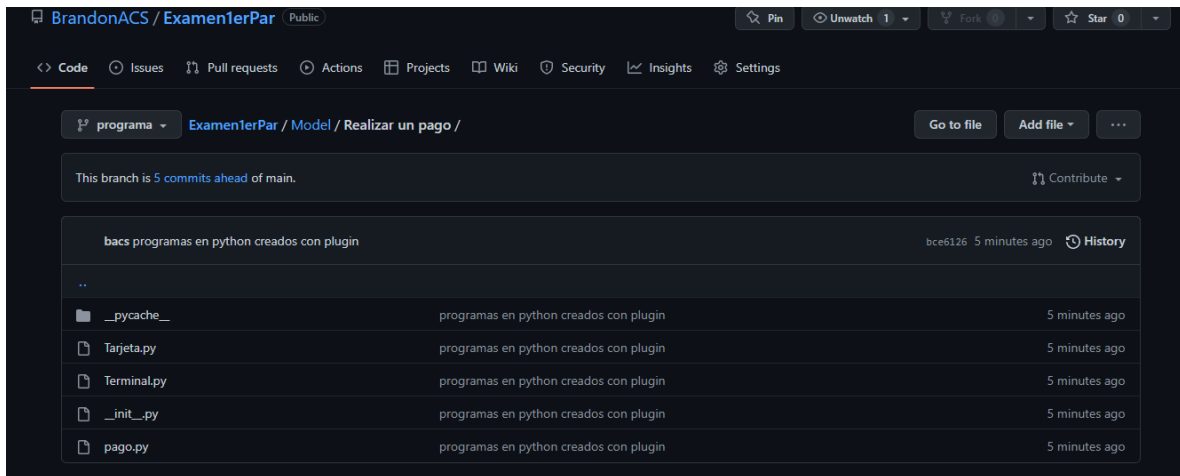 BrandonACS / Examen1erPar Public Pin Unwatch 1 Fork 0 Star 0
<> Code Issues Pull requests Actions Projects Wiki Security Insights Settings
programa Examen1erPar / Model / Realizar un pago / Go to file Add file ...
This branch is 5 commits ahead of main. Contribute
bacs programas en python creados con plugin bce6126 5 minutes ago History
..
__pycache__ programas en python creados con plugin 5 minutes ago
Tarjeta.py programas en python creados con plugin 5 minutes ago
Terminal.py programas en python creados con plugin 5 minutes ago
__init__.py programas en python creados con plugin 5 minutes ago
pago.py programas en python creados con plugin 5 minutes ago